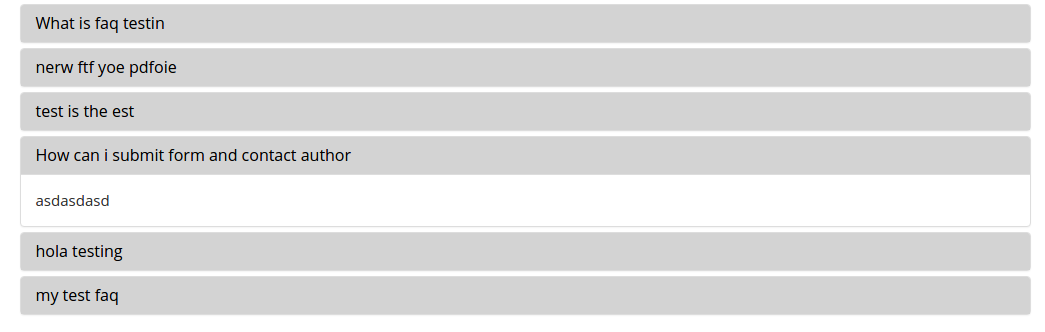 What is faq testin
nerw ftf yoe pdfoie
test is the est
How can i submit form and contact author
asdasdasd
hola testing
my test faq